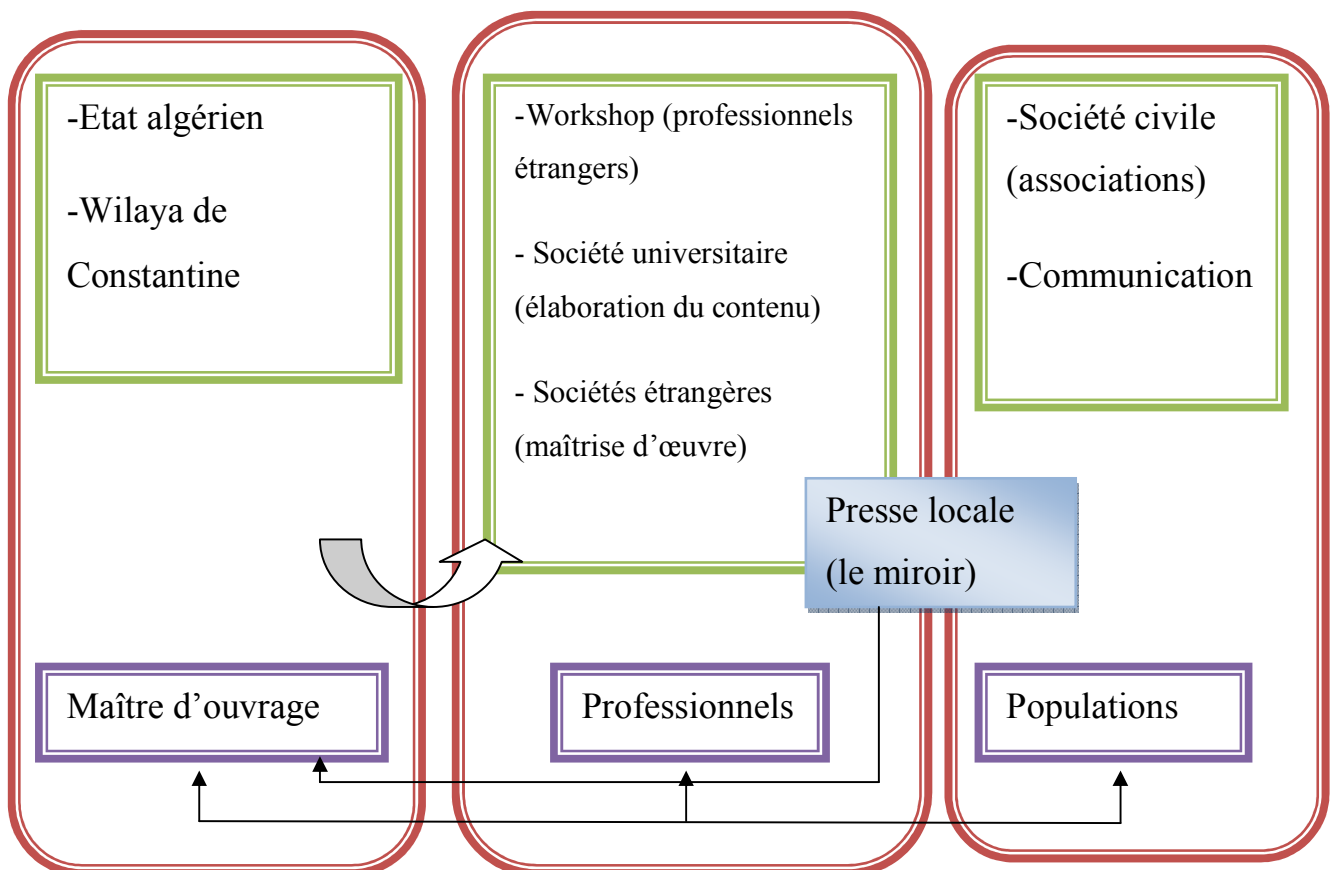 -Etat algérien
-Wilaya de
Constantine
-Workshop (professionnels
étrangers)
- Société universitaire
(élaboration du contenu)
- Sociétés étrangères
(maîtrise d’œuvre)
-Société civile
(associations)
-Communication
Presse locale
(le miroir)
Maître d’ouvrage
Professionnels
Populations